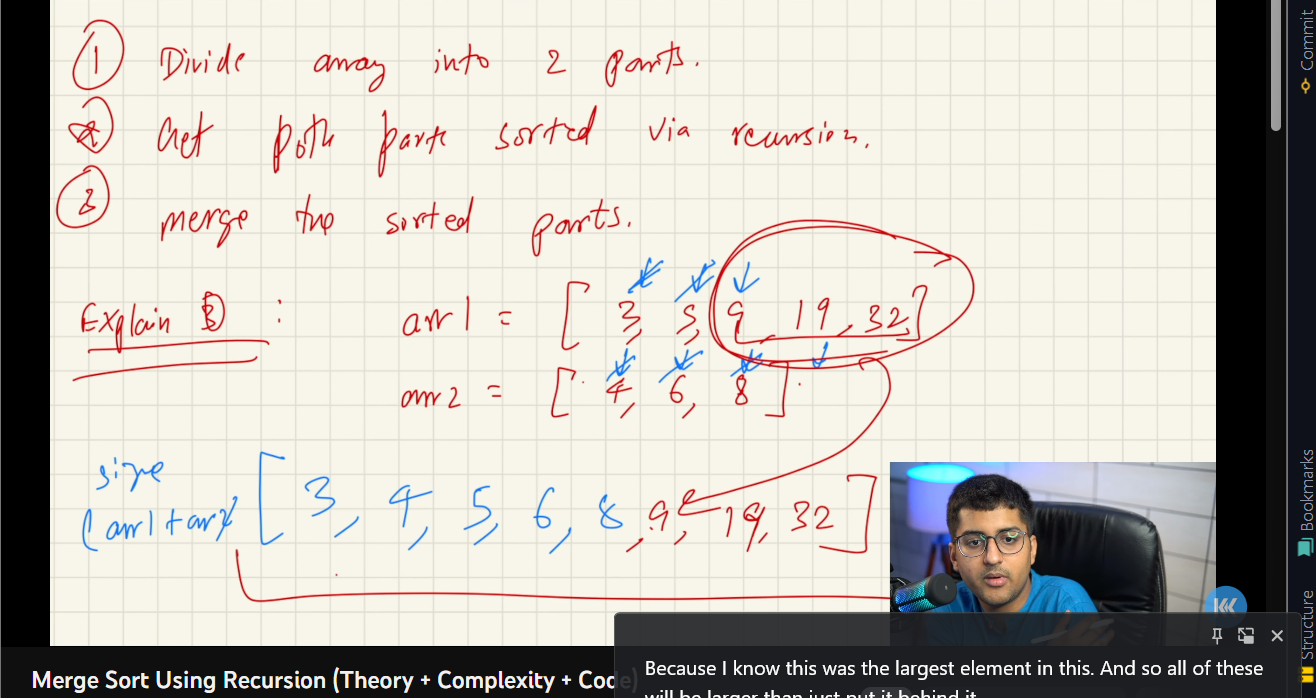 ① Divide array into 2 parts.
② Get both parts sorted via recursion.
③ merge the sorted parts.
Explain ③ : arr1 = [ 3, 5, 9, 19, 32 ]
arr2 = [ 4, 6, 8 ]
size
(arr1 + arr2) [ 3, 4, 5, 6, 8, 9, 19, 32 ]
Merge Sort Using Recursion (Theory + Complexity + Code)
Because I know this was the largest element in this. And so all of these
will be larger than just put it behind it
Commit
Bookmarks
Structure